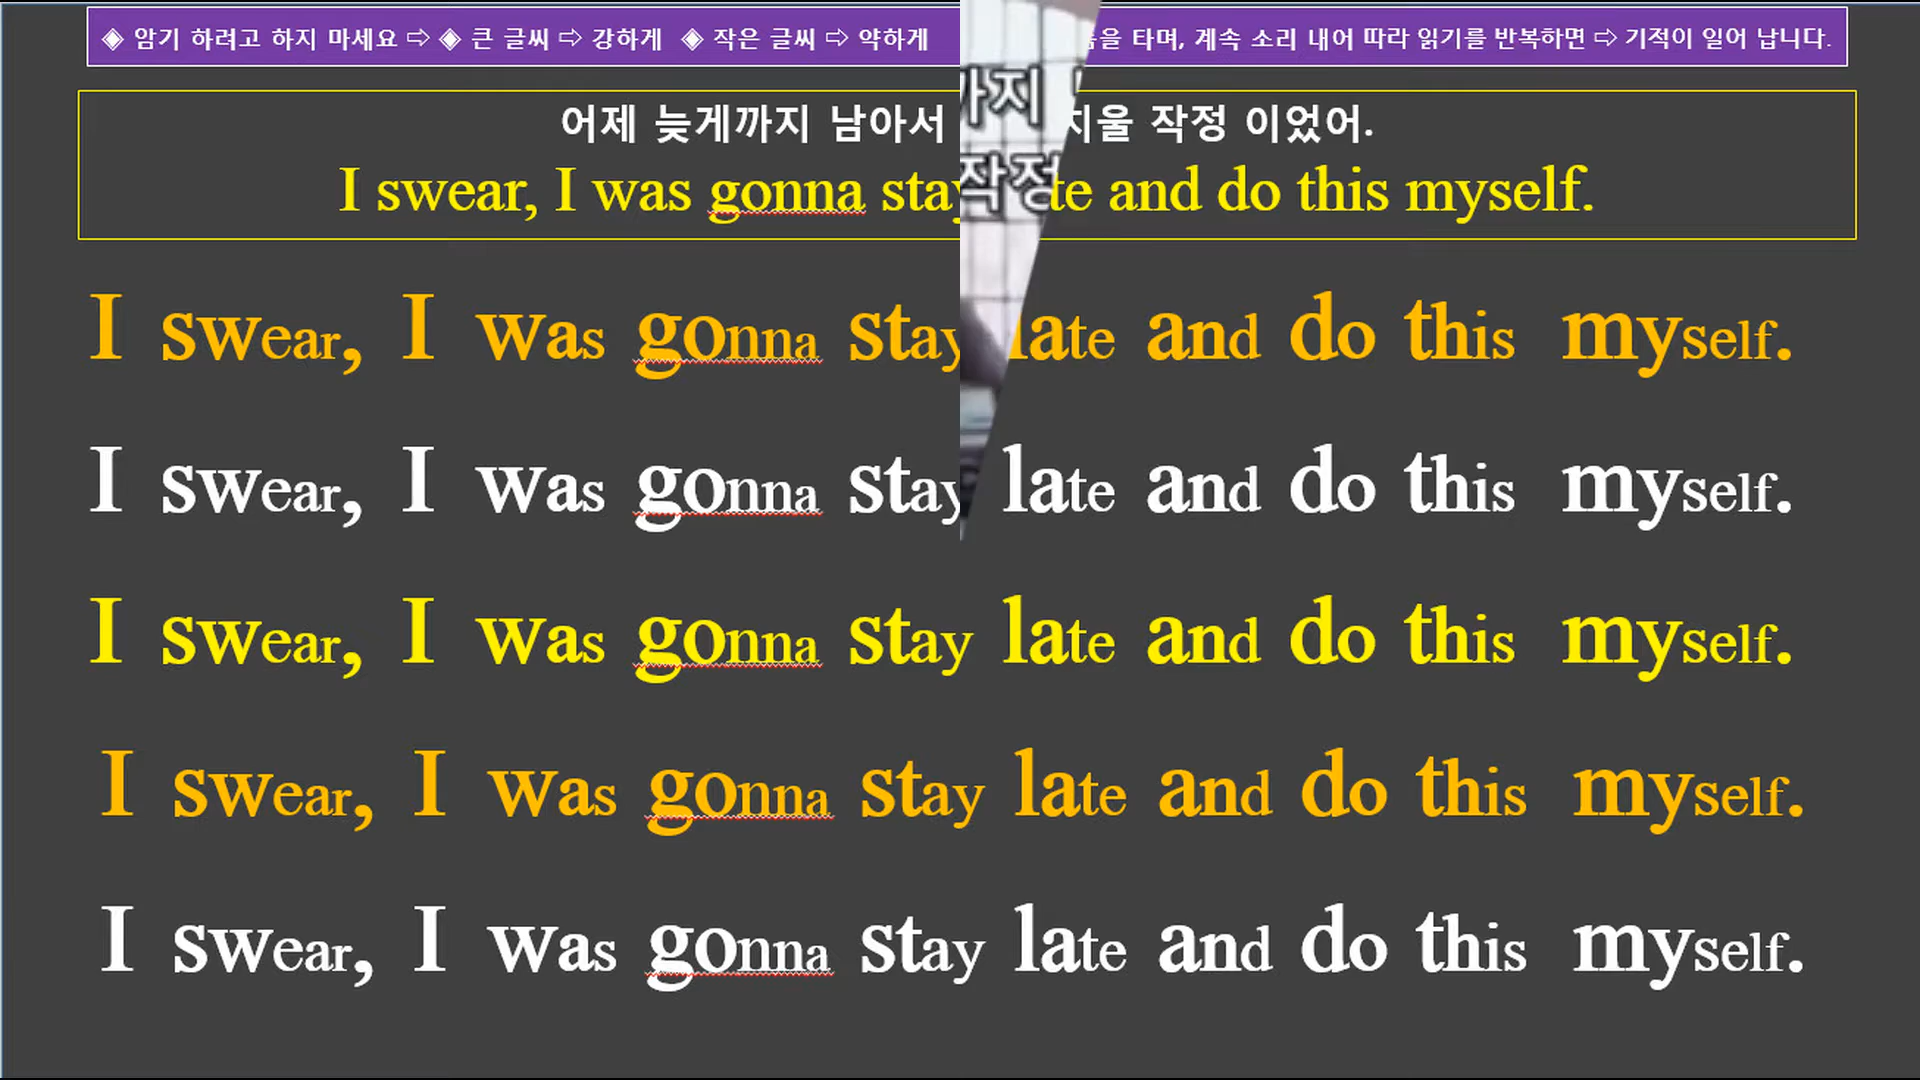 ◈ 암기 하려고 하지 마세요 ⇨ ◈ 큰 글씨 ⇨ 강하게 ◈ 작은 글씨 ⇨ 약하게 타며, 계속 소리 내어 따라 읽기를 반복하면 ⇨ 기적이 일어 납니다.
어제 늦게까지 남아서 작정 이었어.
까지
작정
I swear, I was gonna and do this myself.
I swear, I was gonna stay late and do this myself.
I swear, I was gonna stay late and do this myself.
I swear, I was gonna stay late and do this myself.
I swear, I was gonna stay late and do this myself.
I swear, I was gonna stay late and do this myself.